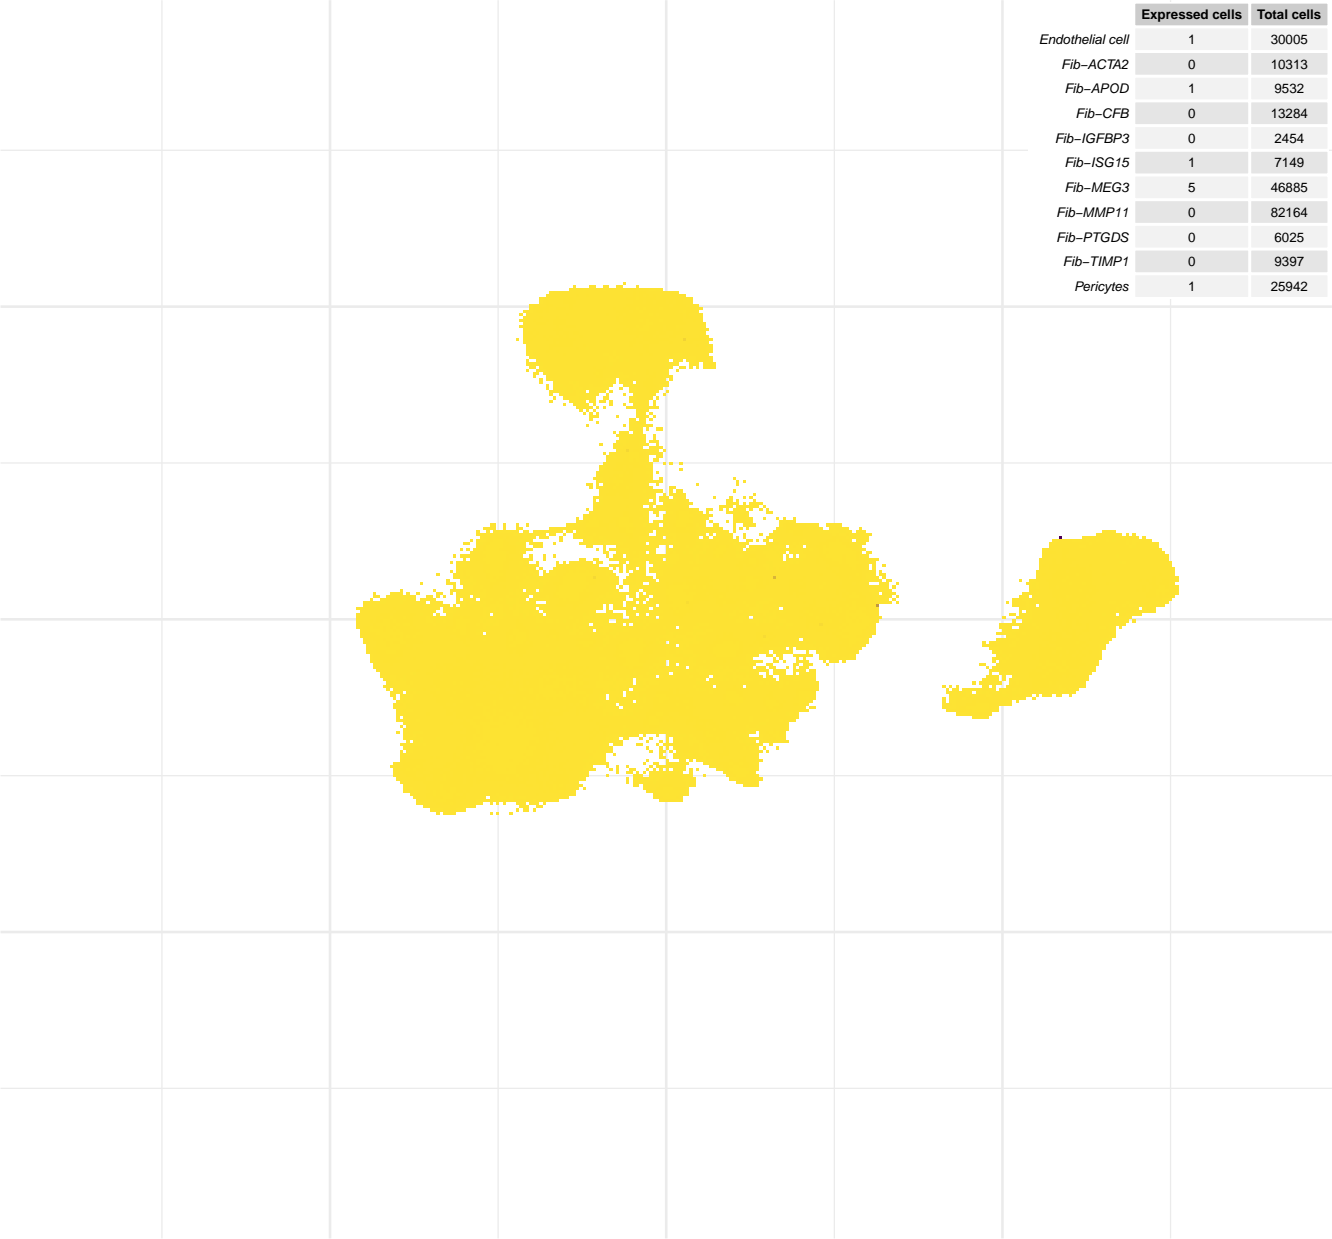 Expressed cells Total cells
Endothelial cell 1 30005
Fib−ACTA2 0 10313
Fib−APOD 1 9532
Fib−CFB 0 13284
Fib−IGFBP3 0 2454
Fib−ISG15 1 7149
Fib−MEG3 5 46885
Fib−MMP11 0 82164
Fib−PTGDS 0 6025
Fib−TIMP1 0 9397
Pericytes 1 25942